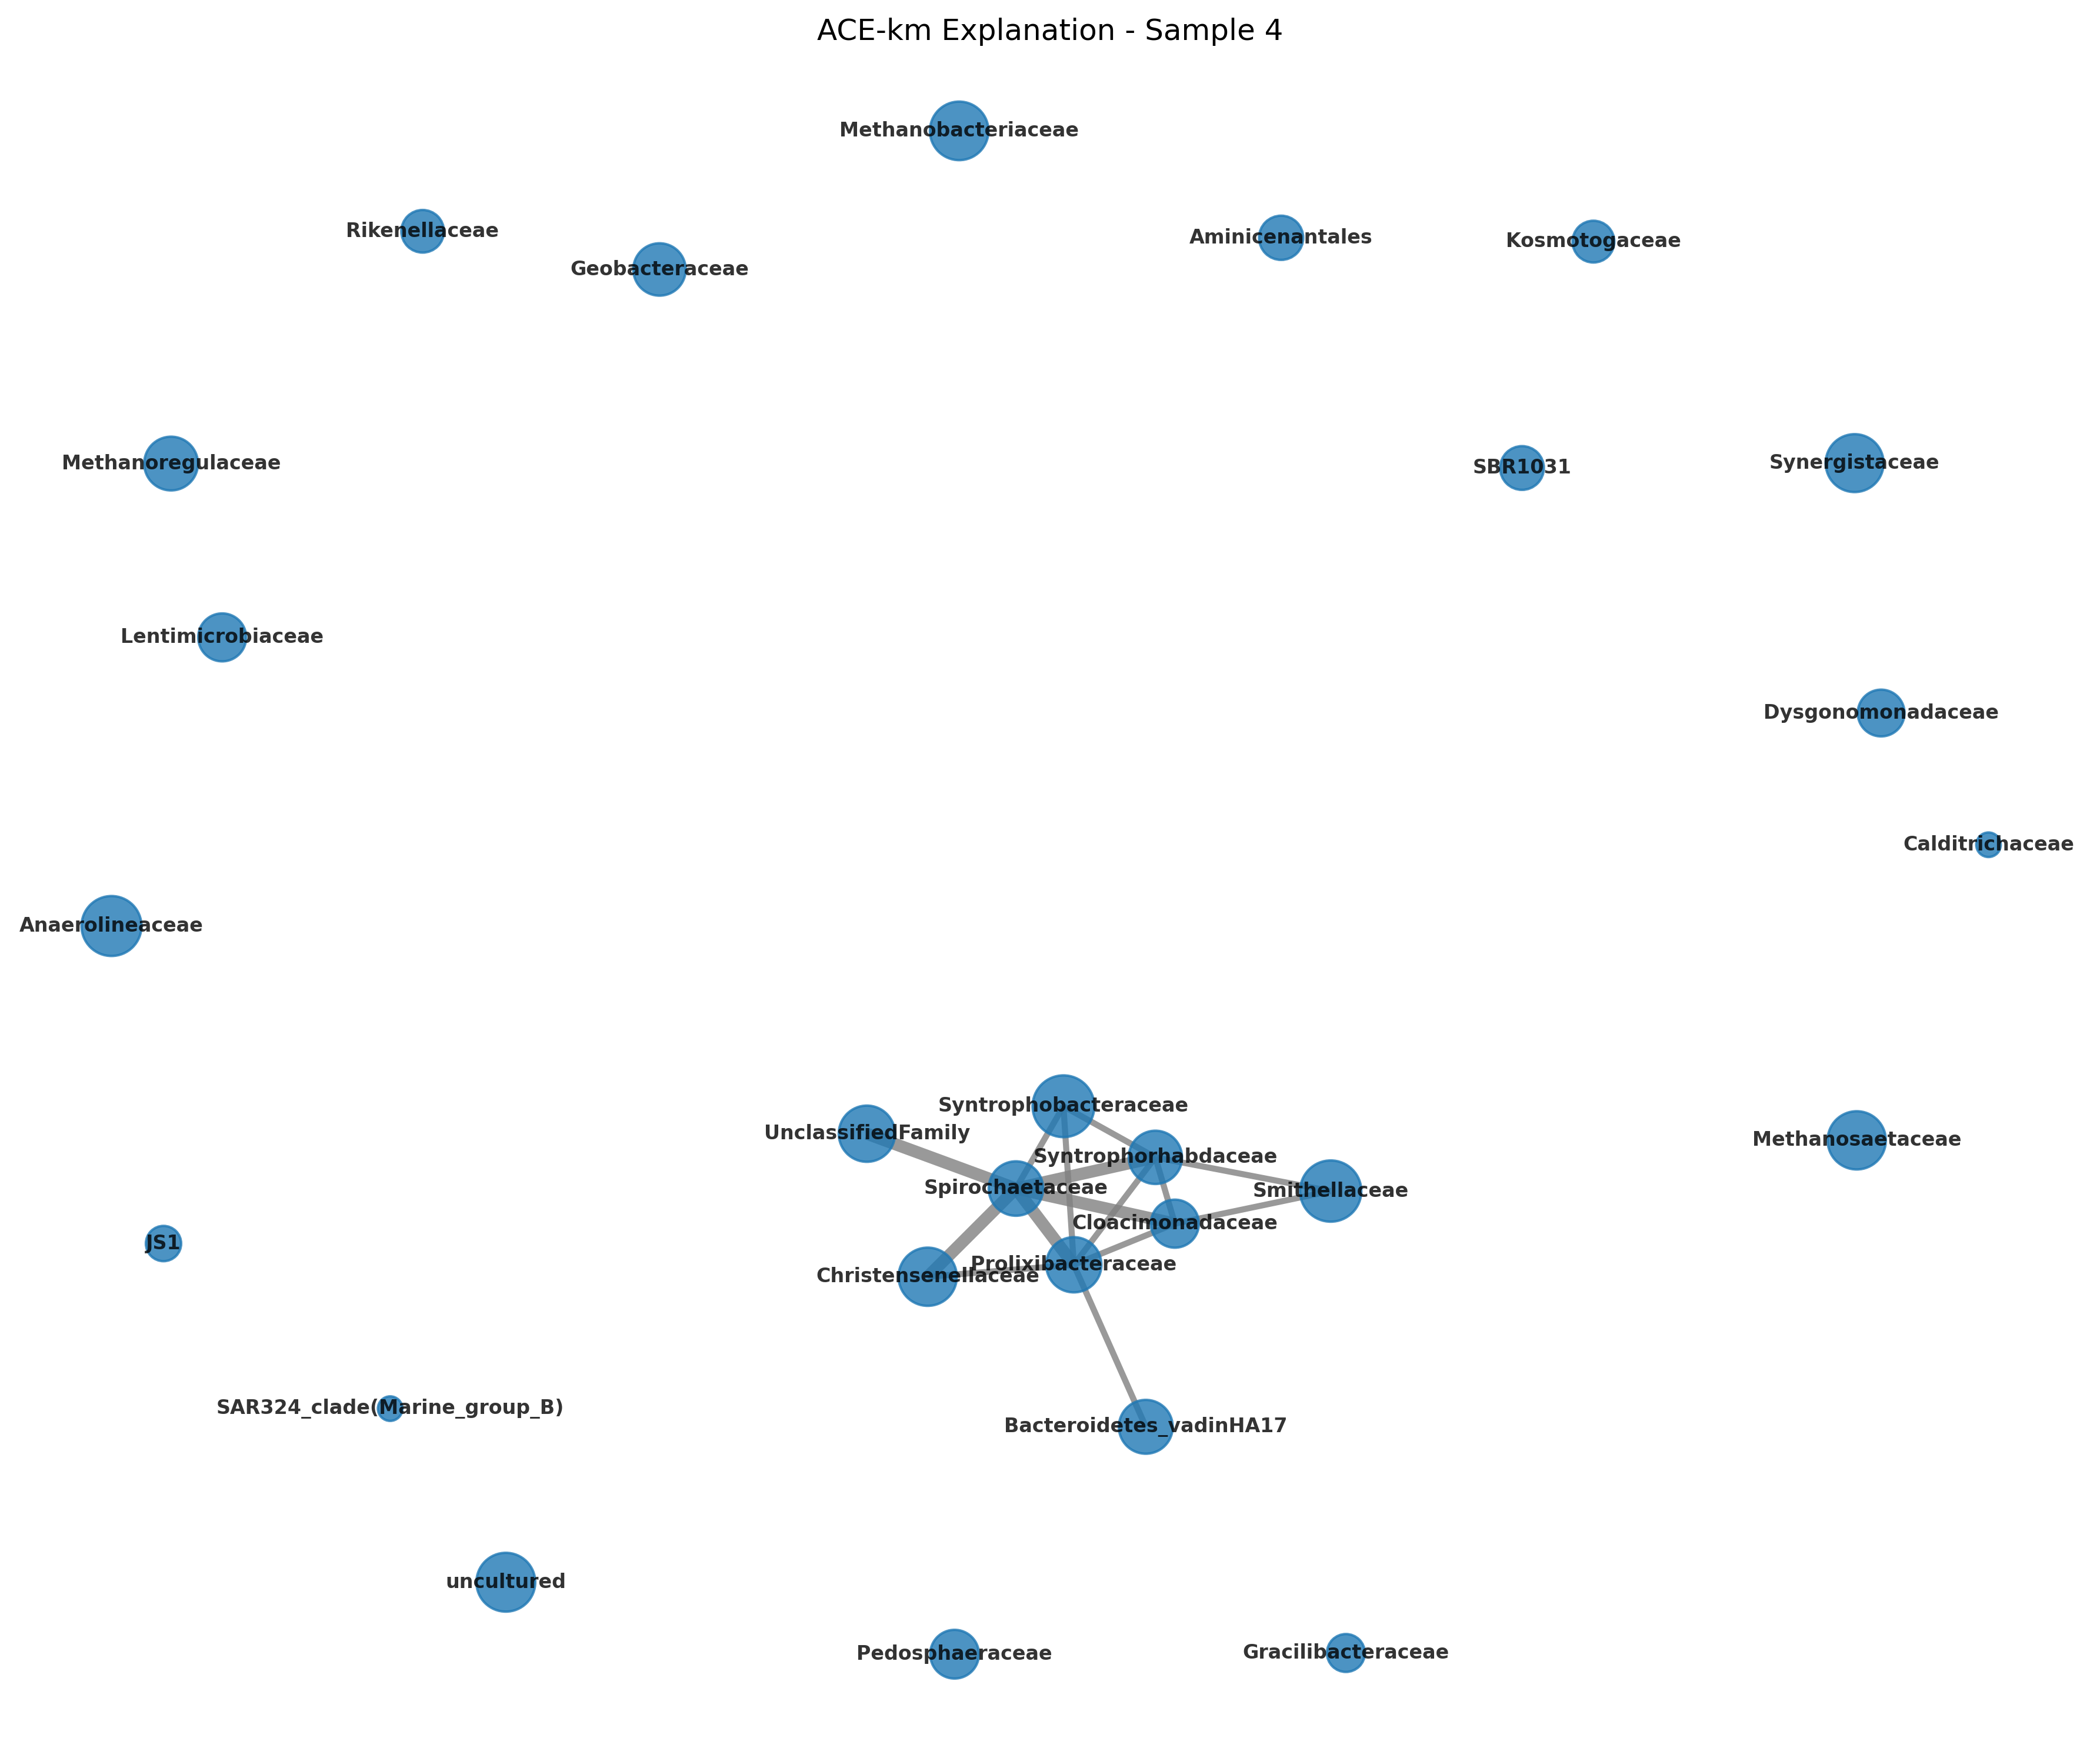 ACE-km Explanation - Sample 4
Methanobacteriaceae
Rikenellaceae
Aminicenantales
Kosmotogaceae
Geobacteraceae
Methanoregulaceae
SBR1031
Synergistaceae
Lentimicrobiaceae
Dysgonomonadaceae
Calditrichaceae
Anaerolineaceae
Syntrophobacteraceae
UnclassifiedFamily
Methanosaetaceae
Syntrophorhabdaceae
Spirochaetaceae
Smithellaceae
Cloacimonadaceae
JS1
Prolixibacteraceae
Christensenellaceae
SAR324_clade(Marine_group_B)
Bacteroidetes_vadinHA17
uncultured
Pedosphaeraceae
Gracilibacteraceae